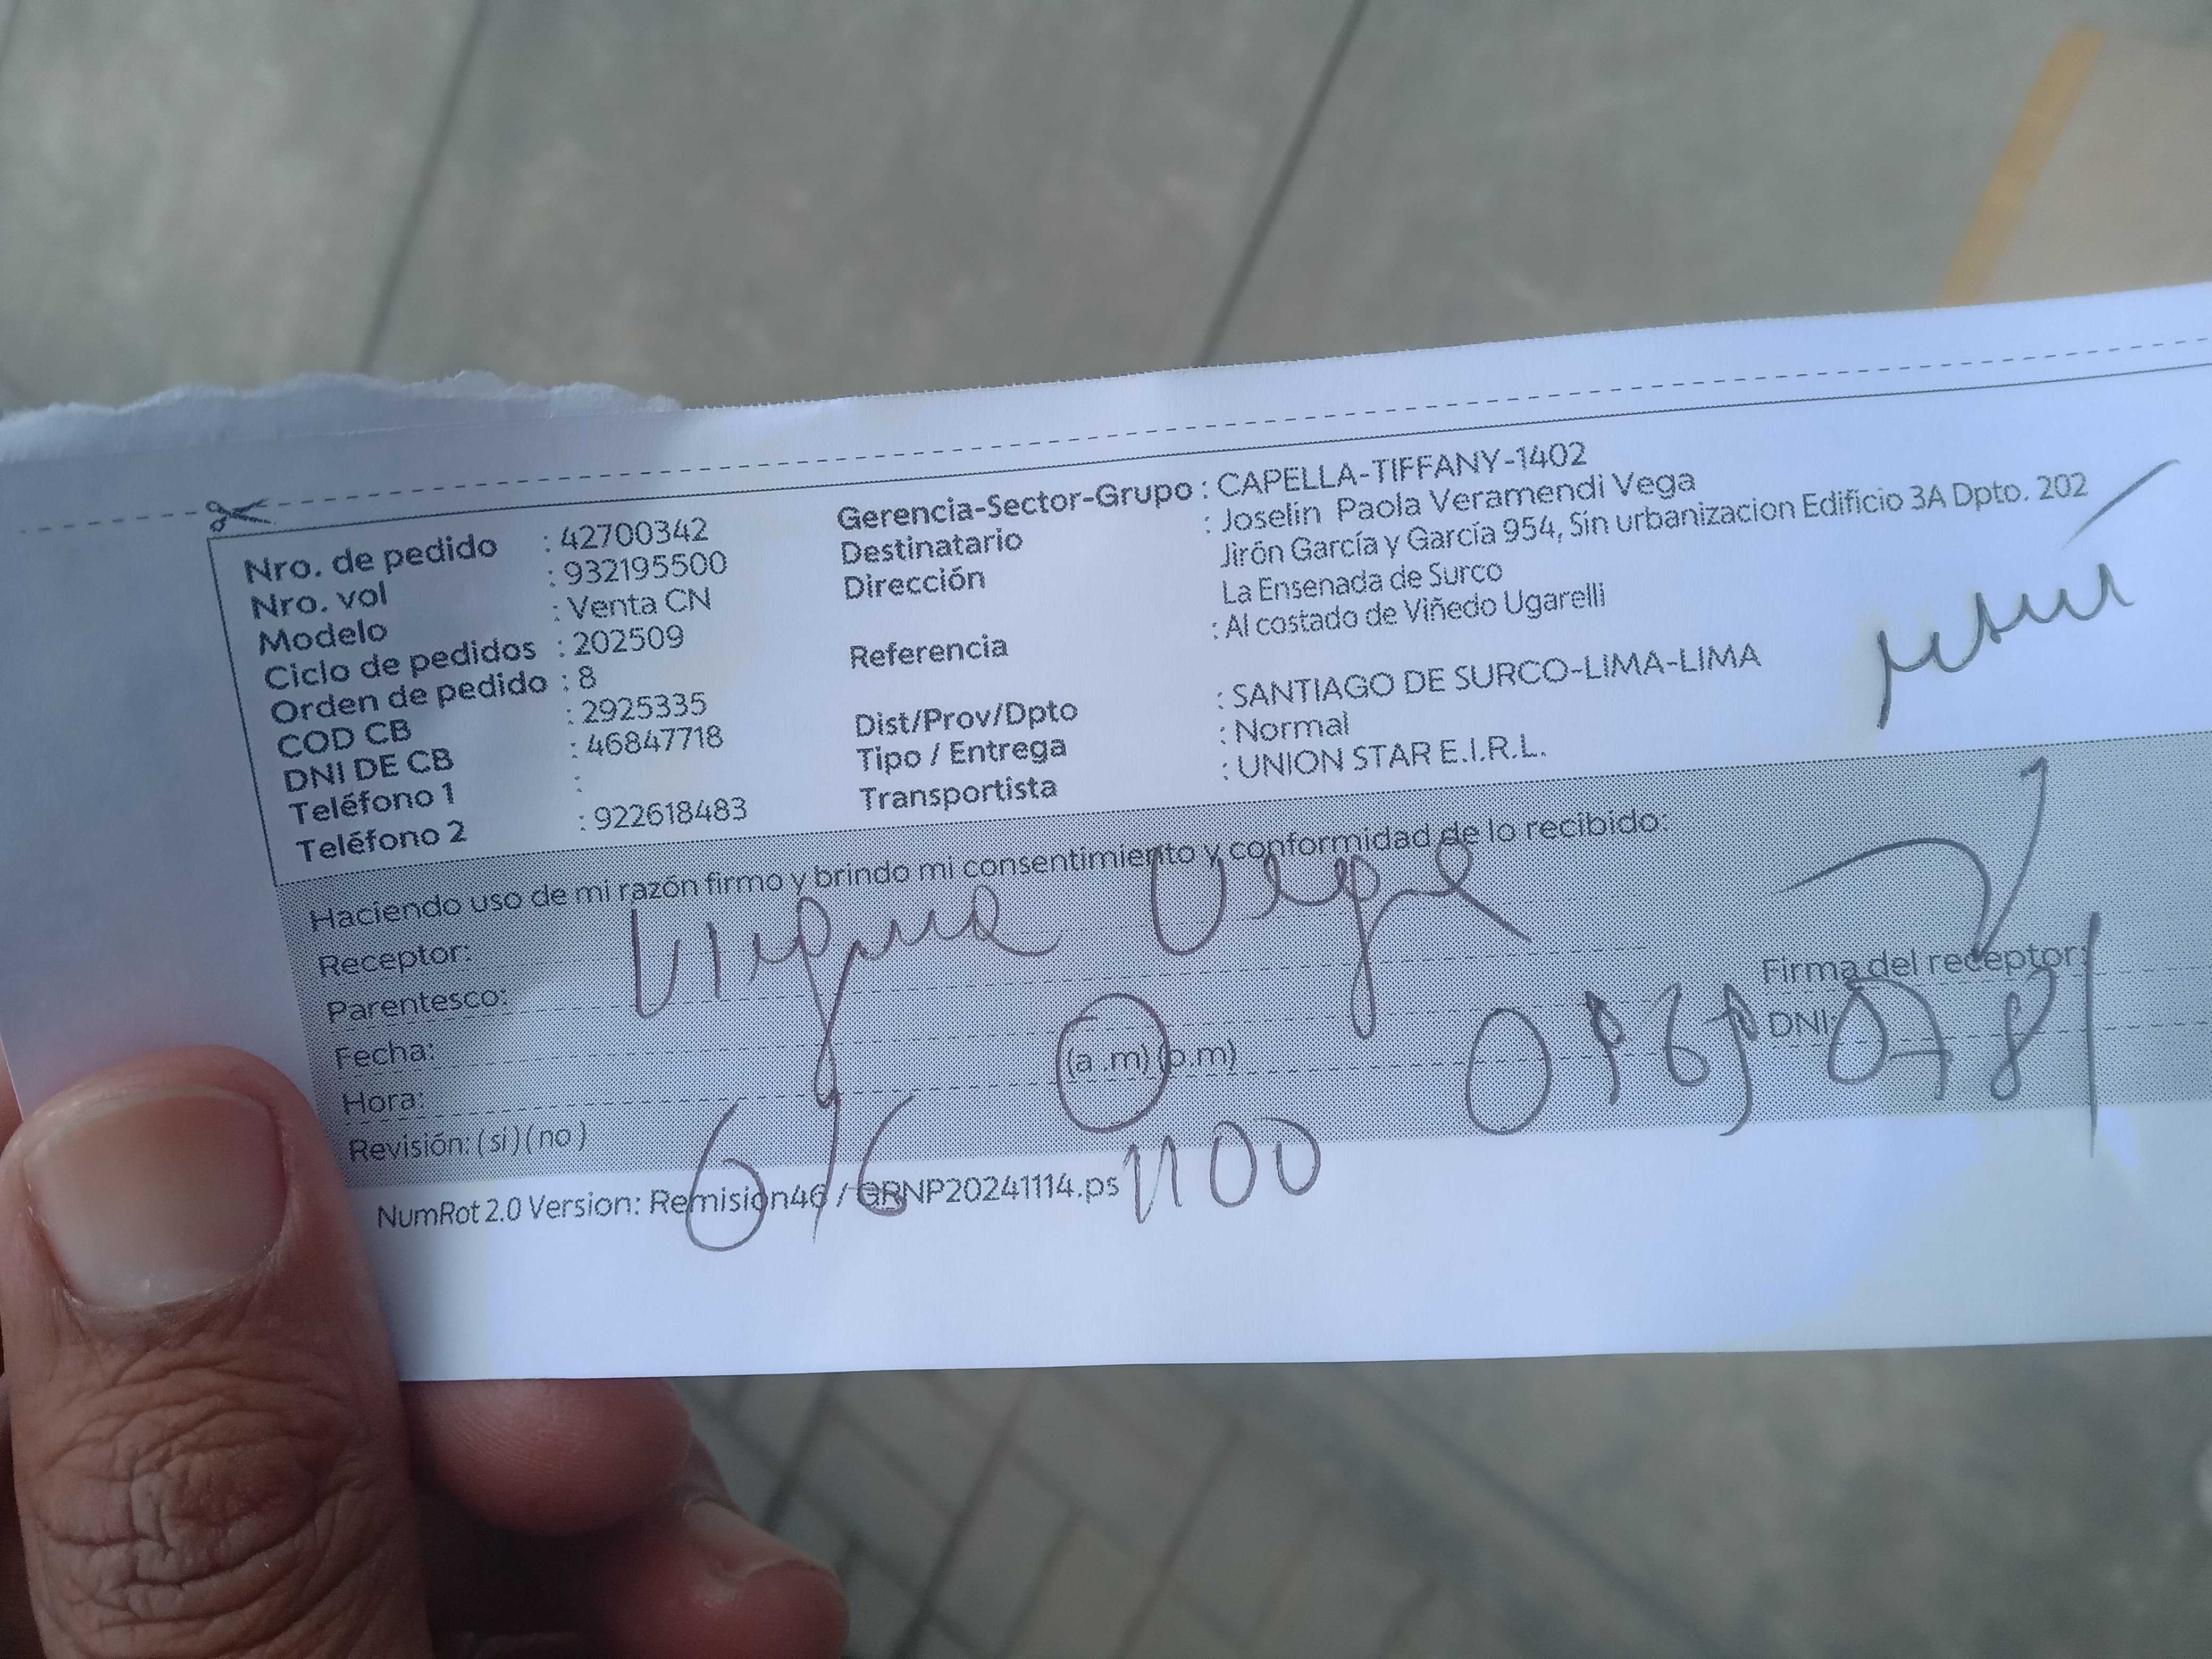 Nro. de pedido : 42700342
Nro. vol : 932195500
Modelo : Venta CN
Ciclo de pedidos : 202509
Orden de pedido : 8
COD CB : 2925335
DNI DE CB : 46847718
Teléfono 1 :
Teléfono 2 : 922618483
Gerencia-Sector-Grupo : CAPELLA-TIFFANY-1402
Destinatario : Joselin Paola Veramendi Vega
Dirección Jirón García y García 954, Sin urbanizacion Edificio 3A Dpto. 202
La Ensenada de Surco
Referencia : Al costado de Viñedo Ugarelli
Dist/Prov/Dpto : SANTIAGO DE SURCO-LIMA-LIMA
Tipo / Entrega : Normal
Transportista : UNION STAR E.I.R.L.
Haciendo uso de mi razón firmo y brindo mi consentimiento y conformidad de lo recibido:
Receptor:
Parentesco:
Firma del receptor:
Fecha: DNI:
Hora: (a.m) (p.m)
Revisión: (si) (no)
6/6 1100
NumRot 2.0 Version: Remision46 / GRNP20241114.ps